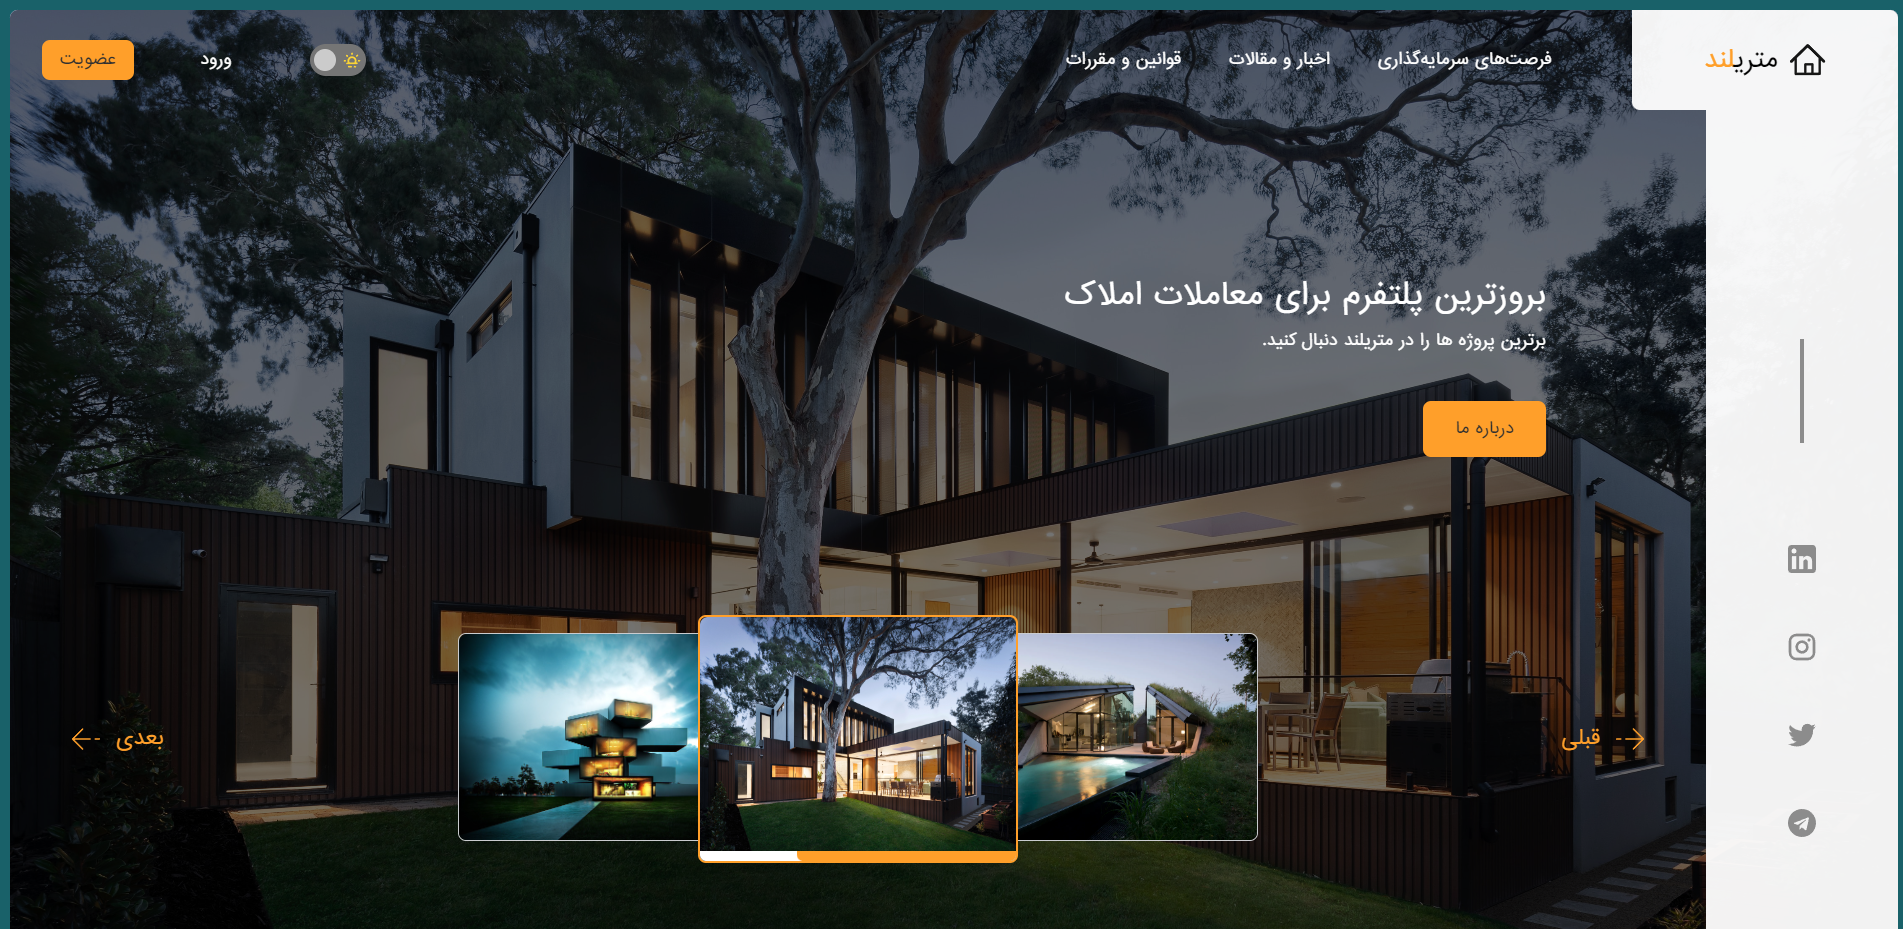 متریلند
فرصت‌های سرمایه‌گذاری
اخبار و مقالات
قوانین و مقررات
ورود
عضویت
بروزترین پلتفرم برای معاملات املاک
برترین پروژه ها را در متریلند دنبال کنید.
درباره ما
قبلی
بعدی